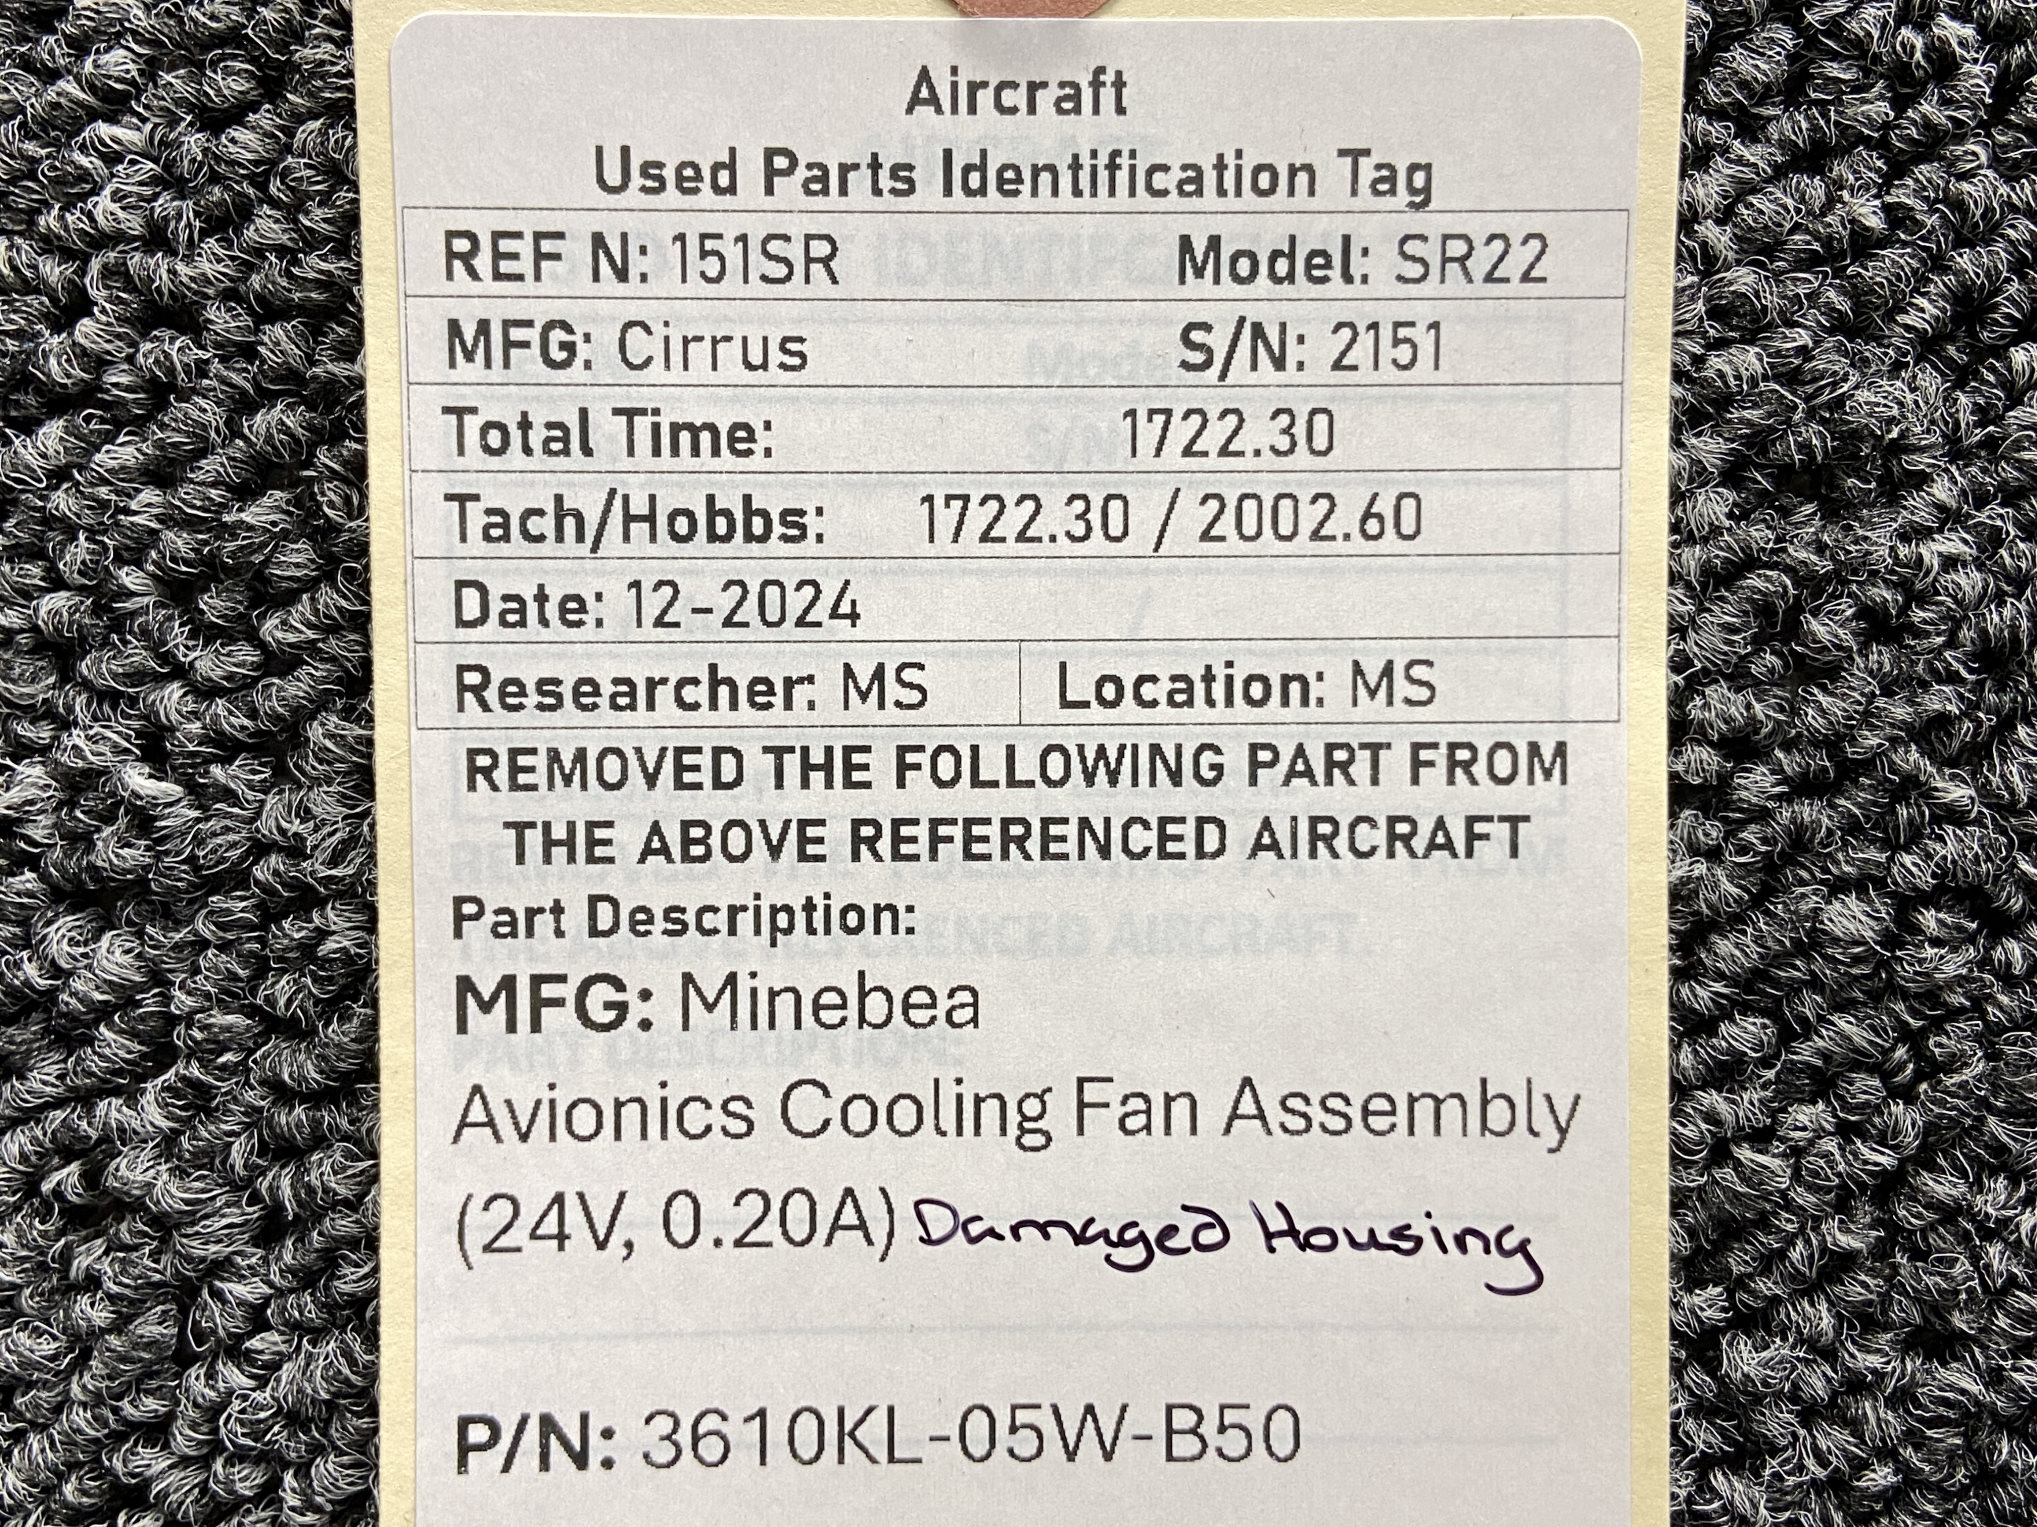 Aircraft
Used Parts Identification Tag
REF N: 151SR Model: SR22
MFG: Cirrus S/N: 2151
Total Time: 1722.30
Tach/Hobbs: 1722.30 / 2002.60
Date: 12-2024
Researcher: MS Location: MS
REMOVED THE FOLLOWING PART FROM
THE ABOVE REFERENCED AIRCRAFT
Part Description:
MFG: Minebea
Avionics Cooling Fan Assembly
(24V, 0.20A) Damaged Housing
P/N: 3610KL-05W-B50